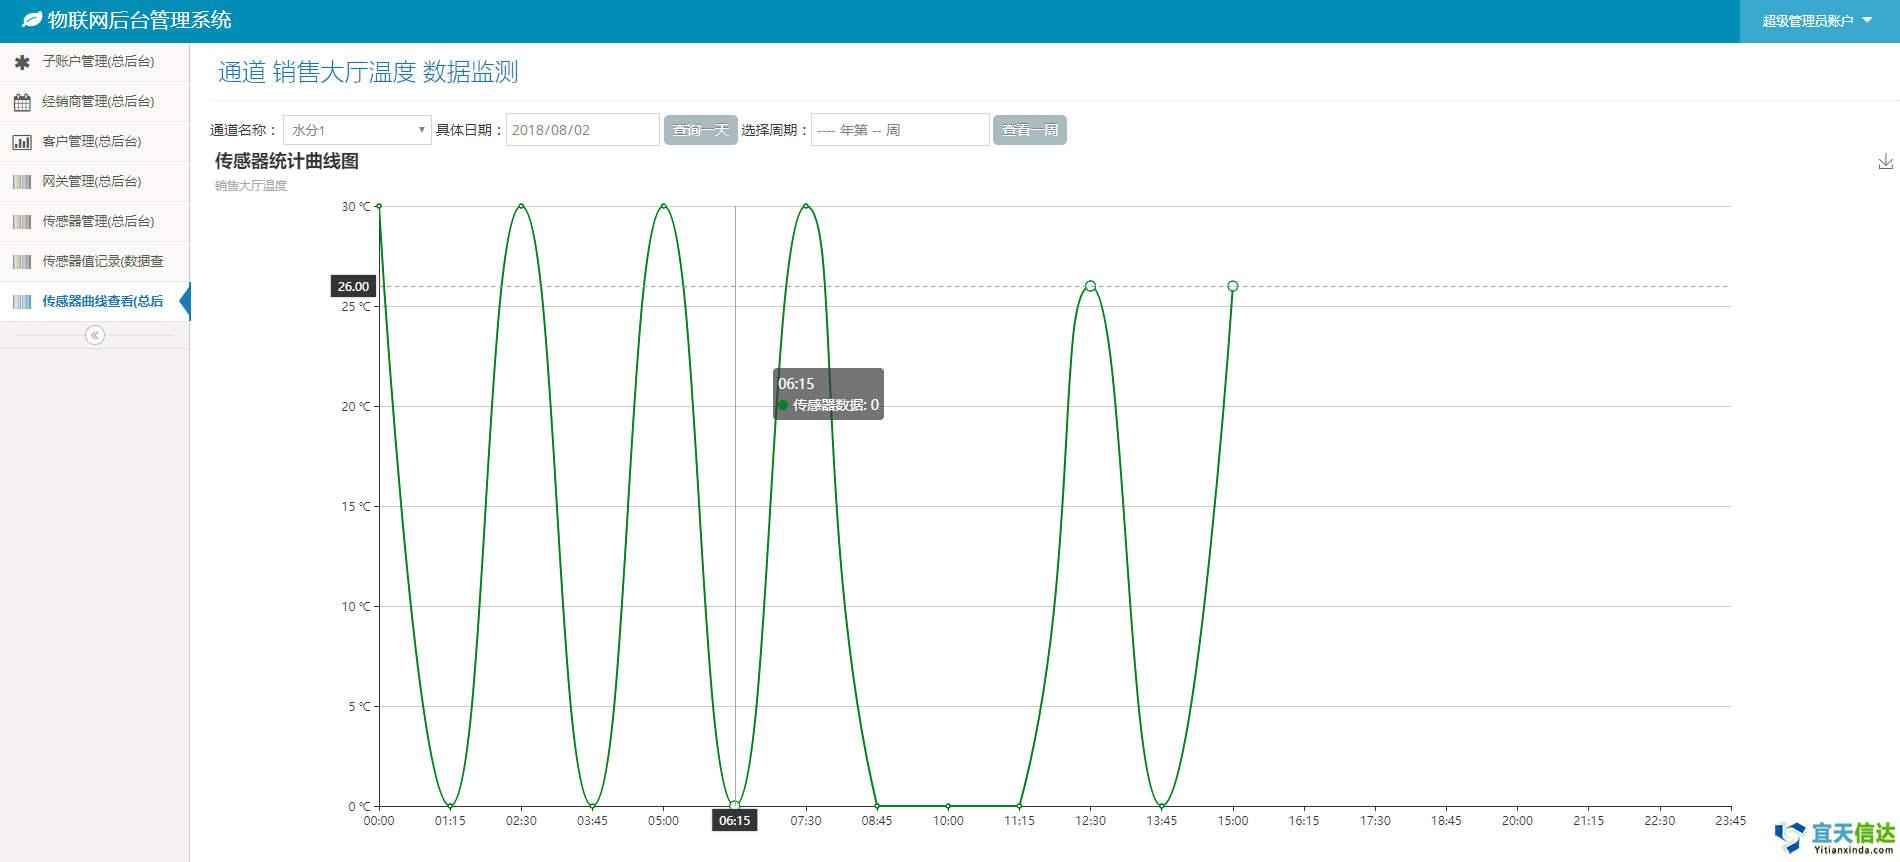 物联网后台管理系统
超级管理员账户
子账户管理(总后台)
经销商管理(总后台)
客户管理(总后台)
网关管理(总后台)
传感器管理(总后台)
传感器值记录(数据查
传感器曲线查看(总后
通道 销售大厅温度 数据监测
通道名称： 水分1 具体日期： 2018/08/02 查询一天 选择周期： ---- 年第 -- 周 查看一周
传感器统计曲线图
销售大厅温度
30 ℃
26.00
25 ℃
20 ℃
15 ℃
10 ℃
5 ℃
0 ℃
06:15
传感器数据: 0
00:00 01:15 02:30 03:45 05:00 06:15 07:30 08:45 10:00 11:15 12:30 13:45 15:00 16:15 17:30 18:45 20:00 21:15 22:30 23:45
宜天信达
Yitianxinda.com